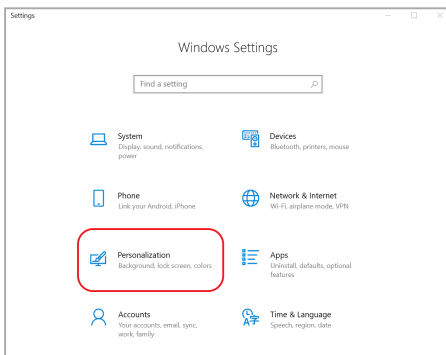 Settings
Windows Settings
Find a setting
System
Display, sound, notifications,
power
Devices
Bluetooth, printers, mouse
Phone
Link your Android, iPhone
Network & Internet
Wi-Fi, airplane mode, VPN
Personalization
Background, lock screen, colors
Apps
Uninstall, defaults, optional
features
Accounts
Your accounts, email, sync,
work, family
Time & Language
Speech, region, date